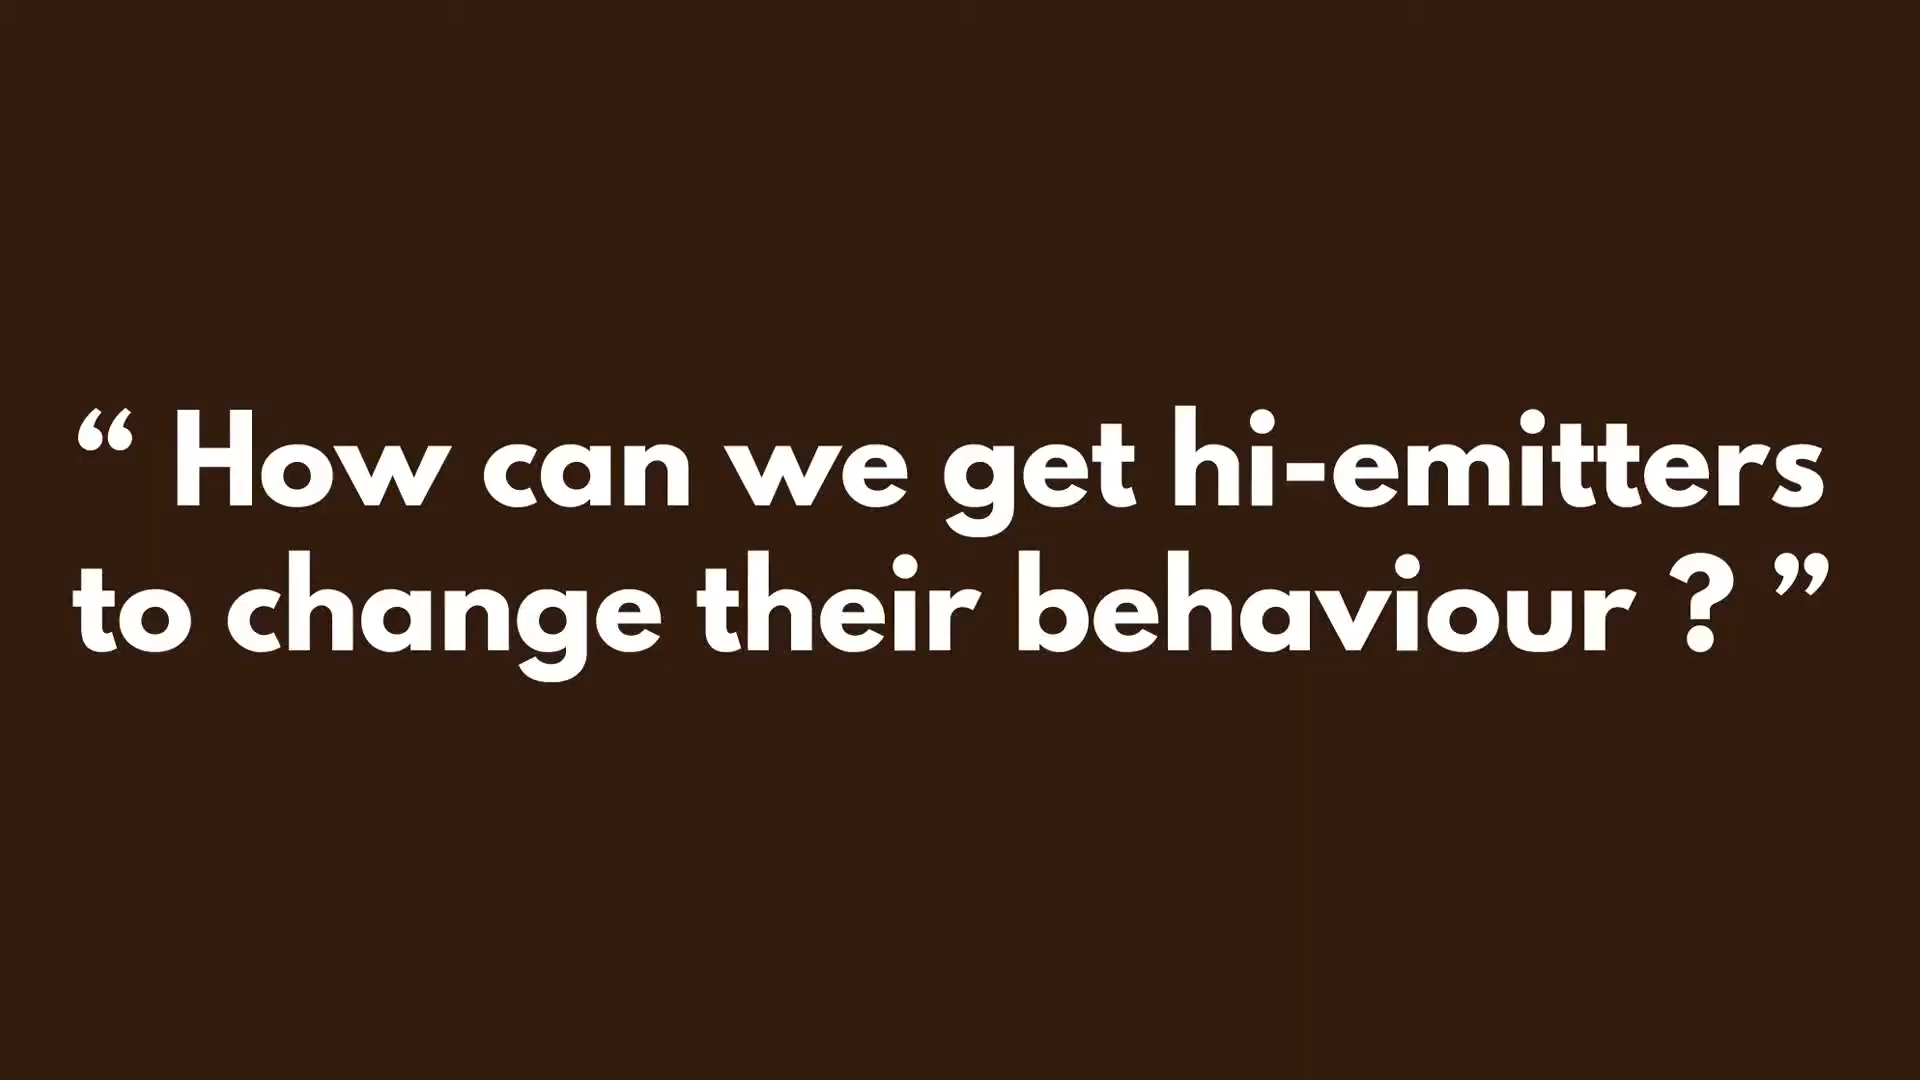 “ How can we get hi-emitters
to change their behaviour ? ”